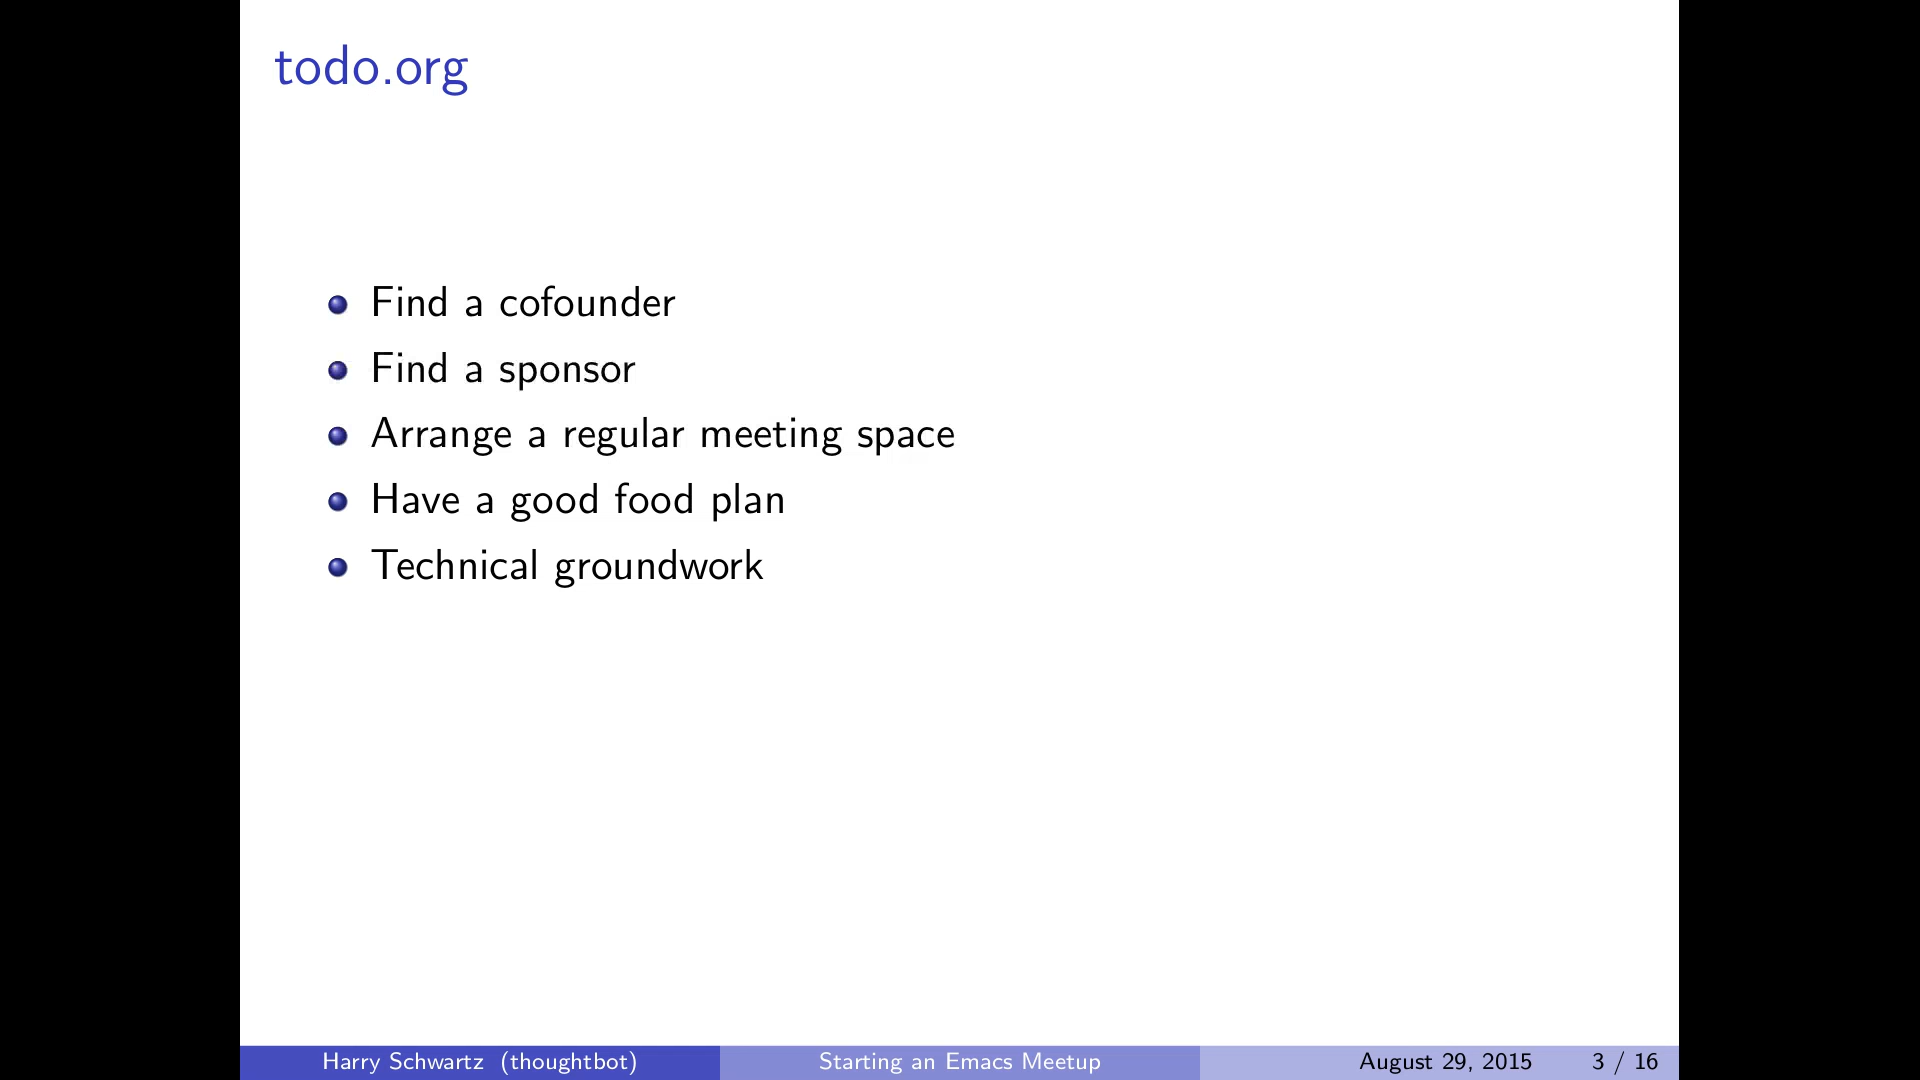 todo.org
Find a cofounder
Find a sponsor
Arrange a regular meeting space
Have a good food plan
Technical groundwork
Harry Schwartz (thoughtbot)
Starting an Emacs Meetup
August 29, 2015
3 / 16